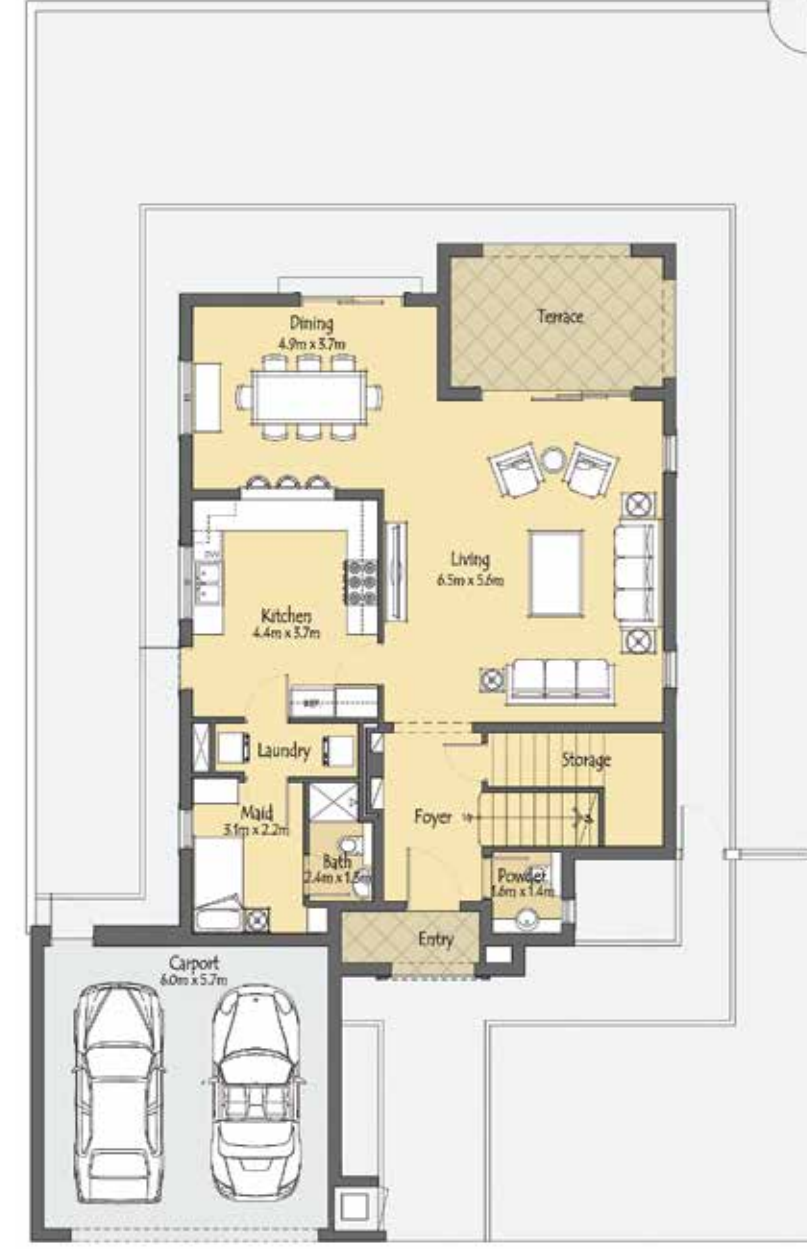 Terrace
Dining
4.9m x 3.7m
Living
6.5m x 5.6m
Kitchen
4.4m x 3.7m
Laundry
Storage
Maid
3.1m x 2.2m
Foyer
Bath
2.4m x 1.5m
Powder
1.6m x 1.4m
Entry
Carport
6.0m x 5.7m